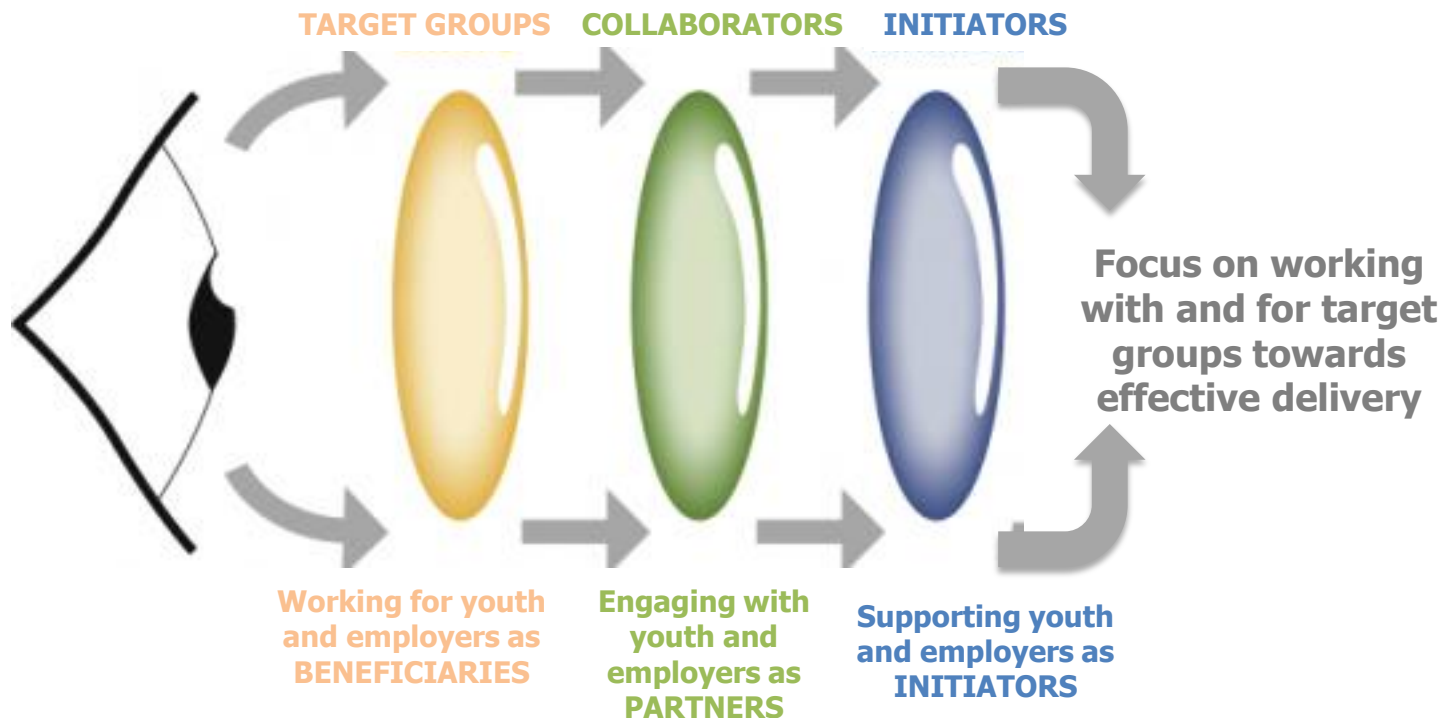 TARGET GROUPS
COLLABORATORS
INITIATORS
Focus on working
with and for target
groups towards
effective delivery
Working for youth
and employers as
BENEFICIARIES
Engaging with
youth and
employers as
PARTNERS
Supporting youth
and employers as
INITIATORS